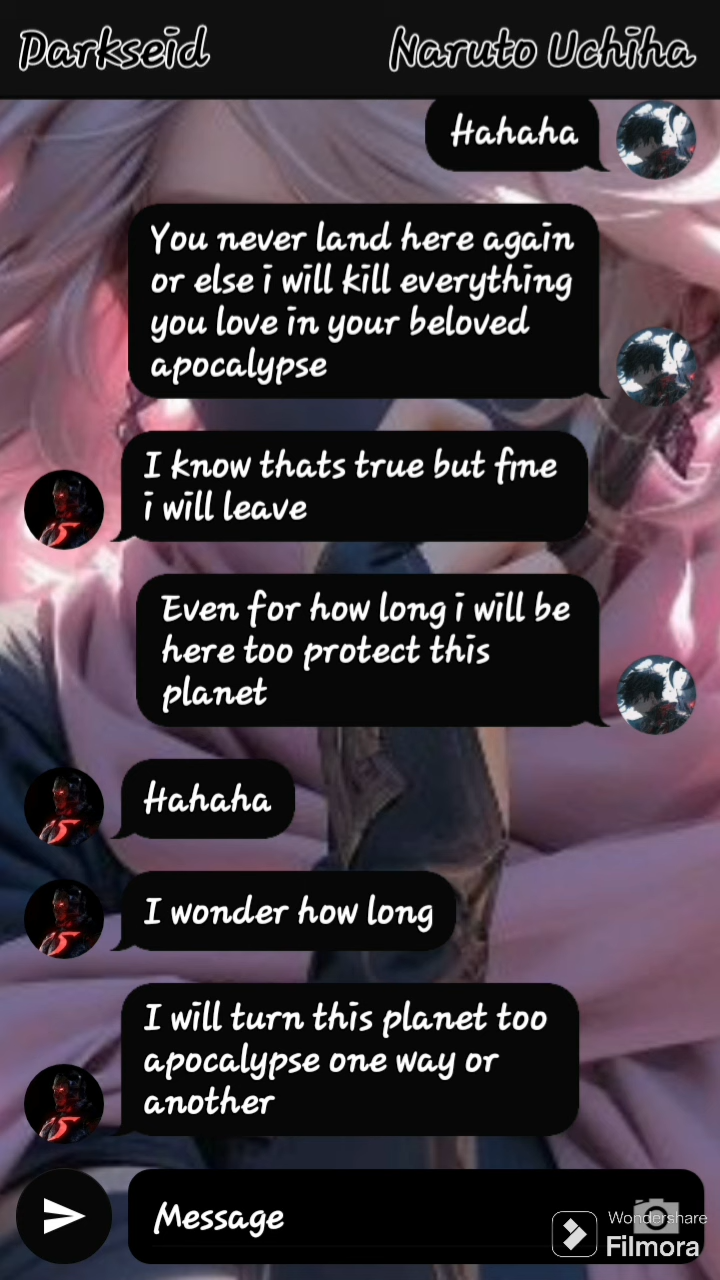 Darkseid
Naruto Uchiha
Hahaha
You never land here again
or else i will kill everything
you love in your beloved
apocalypse
I know thats true but fine
i will leave
Even for how long i will be
here too protect this
planet
Hahaha
I wonder how long
I will turn this planet too
apocalypse one way or
another
Message
Wondershare
Filmora